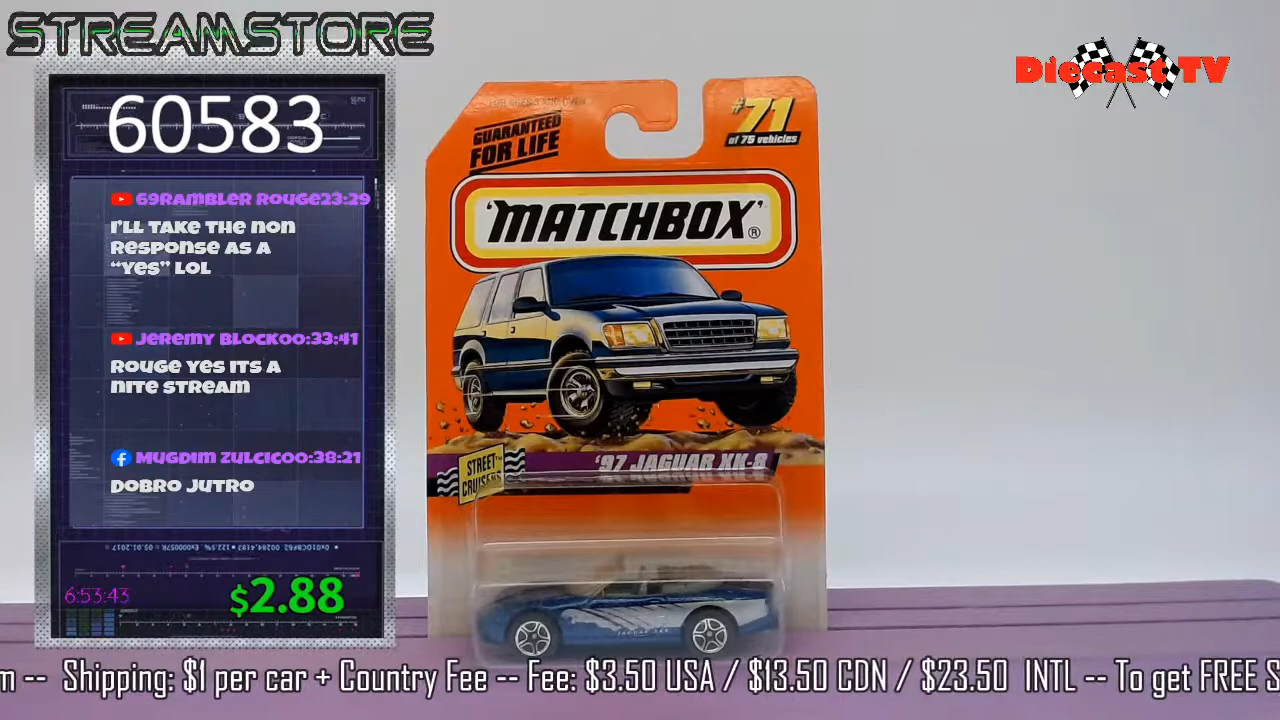 STREAMSTORE
60583
69Rambler Rouge23:29
I'll take the non
response as a
“yes” LOL
Jeremy Block00:33:41
Rouge yes its a
nite stream
Mugdim Zulcic00:38:21
Dobro jutro
6:53:43
$2.88
Diecast TV
GUARANTEED
FOR LIFE
#71
of 75 vehicles
'MATCHBOX'®
STREET
CRUISERS
'97 JAGUAR XK-8
m -- Shipping: $1 per car + Country Fee -- Fee: $3.50 USA / $13.50 CDN / $23.50 INTL -- To get FREE S